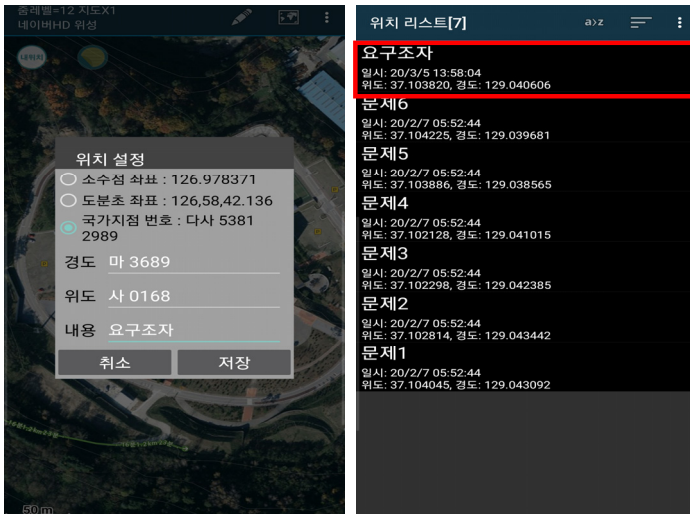 줌레벨=12 지도X1
네이버HD 위성
내위치
위치 설정
소수섬 좌표 : 126.978371
도분초 좌표 : 126,58,42.136
국가지점 번호 : 다사 5381
2989
경도 마 3689
위도 사 0168
내용 요구조자
취소 저장
50 m
위치 리스트[7]
a>z
요구조자
일시: 20/3/5 13:58:04
위도: 37.103820, 경도: 129.040606
문제6
일시: 20/2/7 05:52:44
위도: 37.104225, 경도: 129.039681
문제5
일시: 20/2/7 05:52:44
위도: 37.103886, 경도: 129.038565
문제4
일시: 20/2/7 05:52:44
위도: 37.102128, 경도: 129.041015
문제3
일시: 20/2/7 05:52:44
위도: 37.102298, 경도: 129.042385
문제2
일시: 20/2/7 05:52:44
위도: 37.102814, 경도: 129.043442
문제1
일시: 20/2/7 05:52:44
위도: 37.104045, 경도: 129.043092